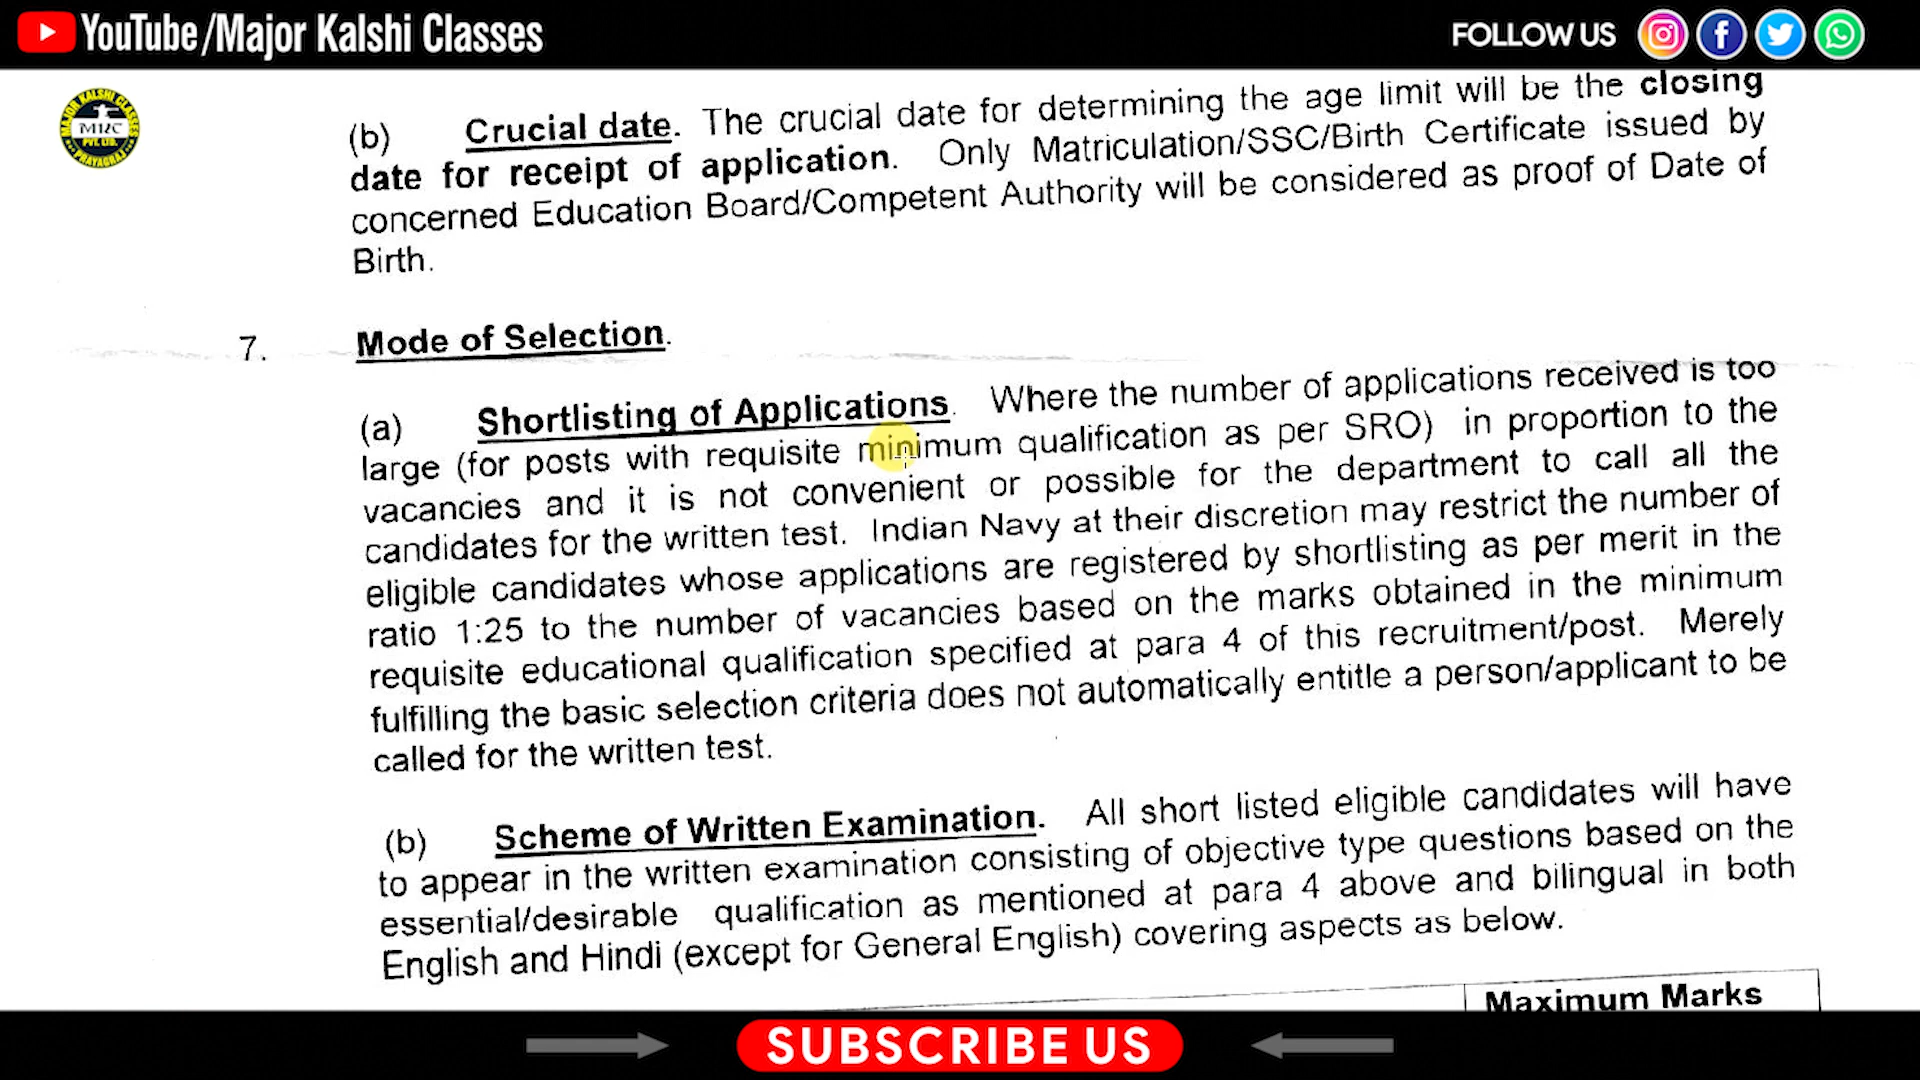 YouTube/Major Kalshi Classes
FOLLOW US
MAJOR KALSHI CLASSES
MKC
PVT. LTD.
PRAYAGRAJ
(b) Crucial date. The crucial date for determining the age limit will be the closing
date for receipt of application. Only Matriculation/SSC/Birth Certificate issued by
concerned Education Board/Competent Authority will be considered as proof of Date of
Birth.
7. Mode of Selection.
(a) Shortlisting of Applications. Where the number of applications received is too
large (for posts with requisite minimum qualification as per SRO) in proportion to the
vacancies and it is not convenient or possible for the department to call all the
candidates for the written test. Indian Navy at their discretion may restrict the number of
eligible candidates whose applications are registered by shortlisting as per merit in the
ratio 1:25 to the number of vacancies based on the marks obtained in the minimum
requisite educational qualification specified at para 4 of this recruitment/post. Merely
fulfilling the basic selection criteria does not automatically entitle a person/applicant to be
called for the written test.
(b) Scheme of Written Examination. All short listed eligible candidates will have
to appear in the written examination consisting of objective type questions based on the
essential/desirable qualification as mentioned at para 4 above and bilingual in both
English and Hindi (except for General English) covering aspects as below.
Maximum Marks
SUBSCRIBE US